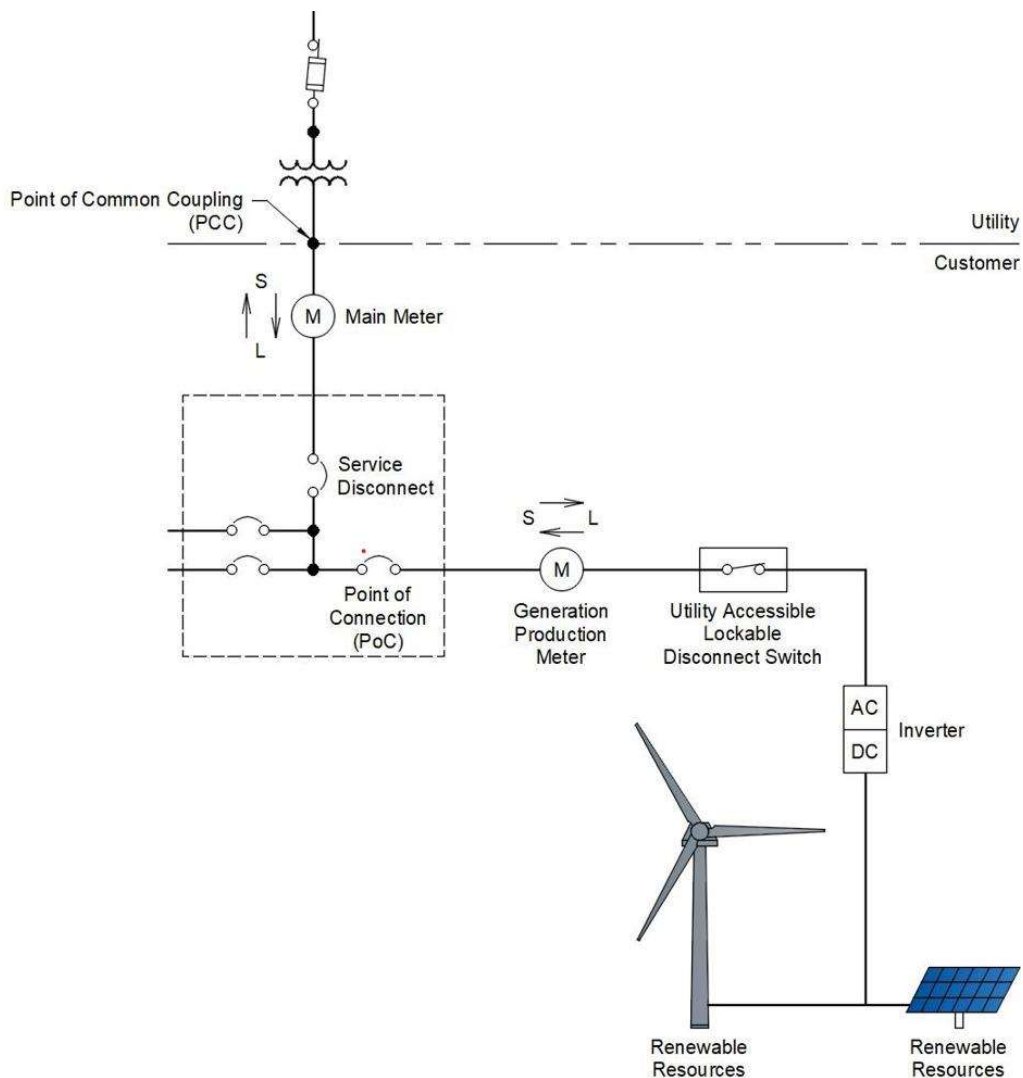 Point of Common Coupling
(PCC)
Utility
Customer
S
L
M
Main Meter
Service
Disconnect
S
L
M
Point of
Connection
(PoC)
Generation
Production
Meter
Utility Accessible
Lockable
Disconnect Switch
AC
DC
Inverter
Renewable
Resources
Renewable
Resources